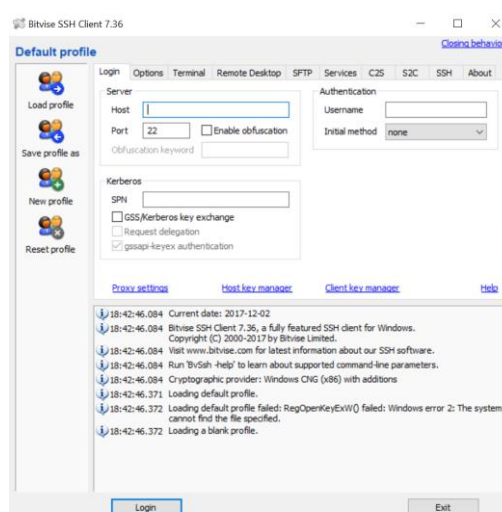 Bitvise SSH Client 7.36
Default profile
Closing behavio
Load profile
Save profile as
New profile
Reset profile
Login Options Terminal Remote Desktop SFTP Services C2S S2C SSH About
Server
Host
Port 22 Enable obfuscation
Obfuscation keyword
Authentication
Username
Initial method none
Kerberos
SPN
GSS/Kerberos key exchange
Request delegation
gssapi-keyex authentication
Proxy settings Host key manager Client key manager Help
18:42:46.084 Current date: 2017-12-02
18:42:46.084 Bitvise SSH Client 7.36, a fully featured SSH client for Windows.
Copyright (C) 2000-2017 by Bitvise Limited.
18:42:46.084 Visit www.bitvise.com for latest information about our SSH software.
18:42:46.084 Run 'BvSsh -help' to learn about supported command-line parameters.
18:42:46.084 Cryptographic provider: Windows CNG (x86) with additions
18:42:46.371 Loading default profile.
18:42:46.372 Loading default profile failed: RegOpenKeyExW() failed: Windows error 2: The system
cannot find the file specified.
18:42:46.372 Loading a blank profile.
Login Exit